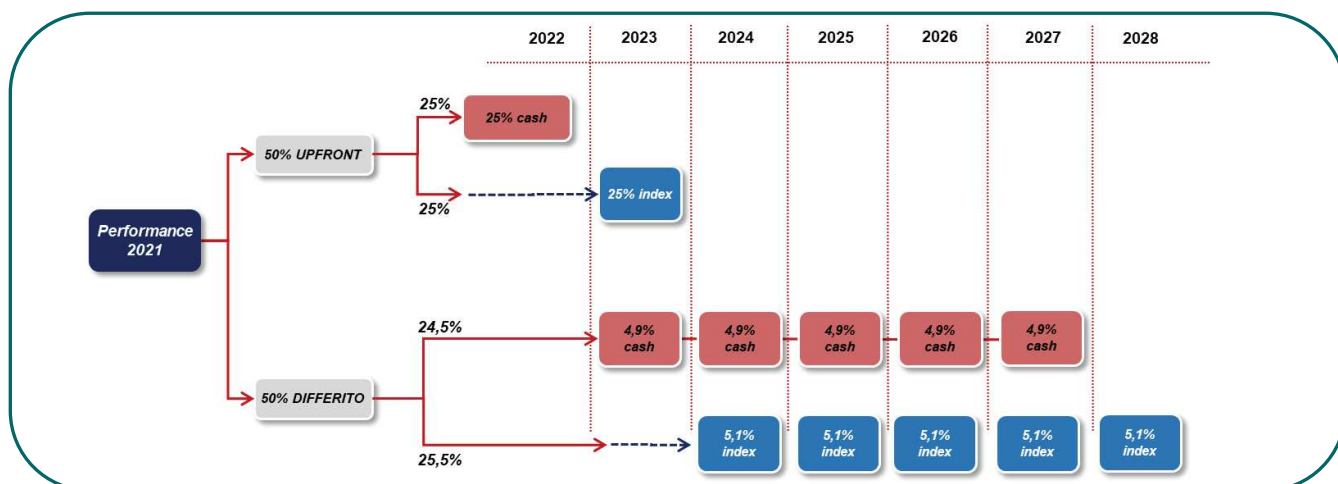 2022 2023 2024 2025 2026 2027 2028
25%
25% cash
50% UPFRONT
25% index
25%
Performance
2021
24,5%
4,9%
cash
4,9%
cash
4,9%
cash
4,9%
cash
4,9%
cash
50% DIFFERITO
25,5%
5,1%
index
5,1%
index
5,1%
index
5,1%
index
5,1%
index